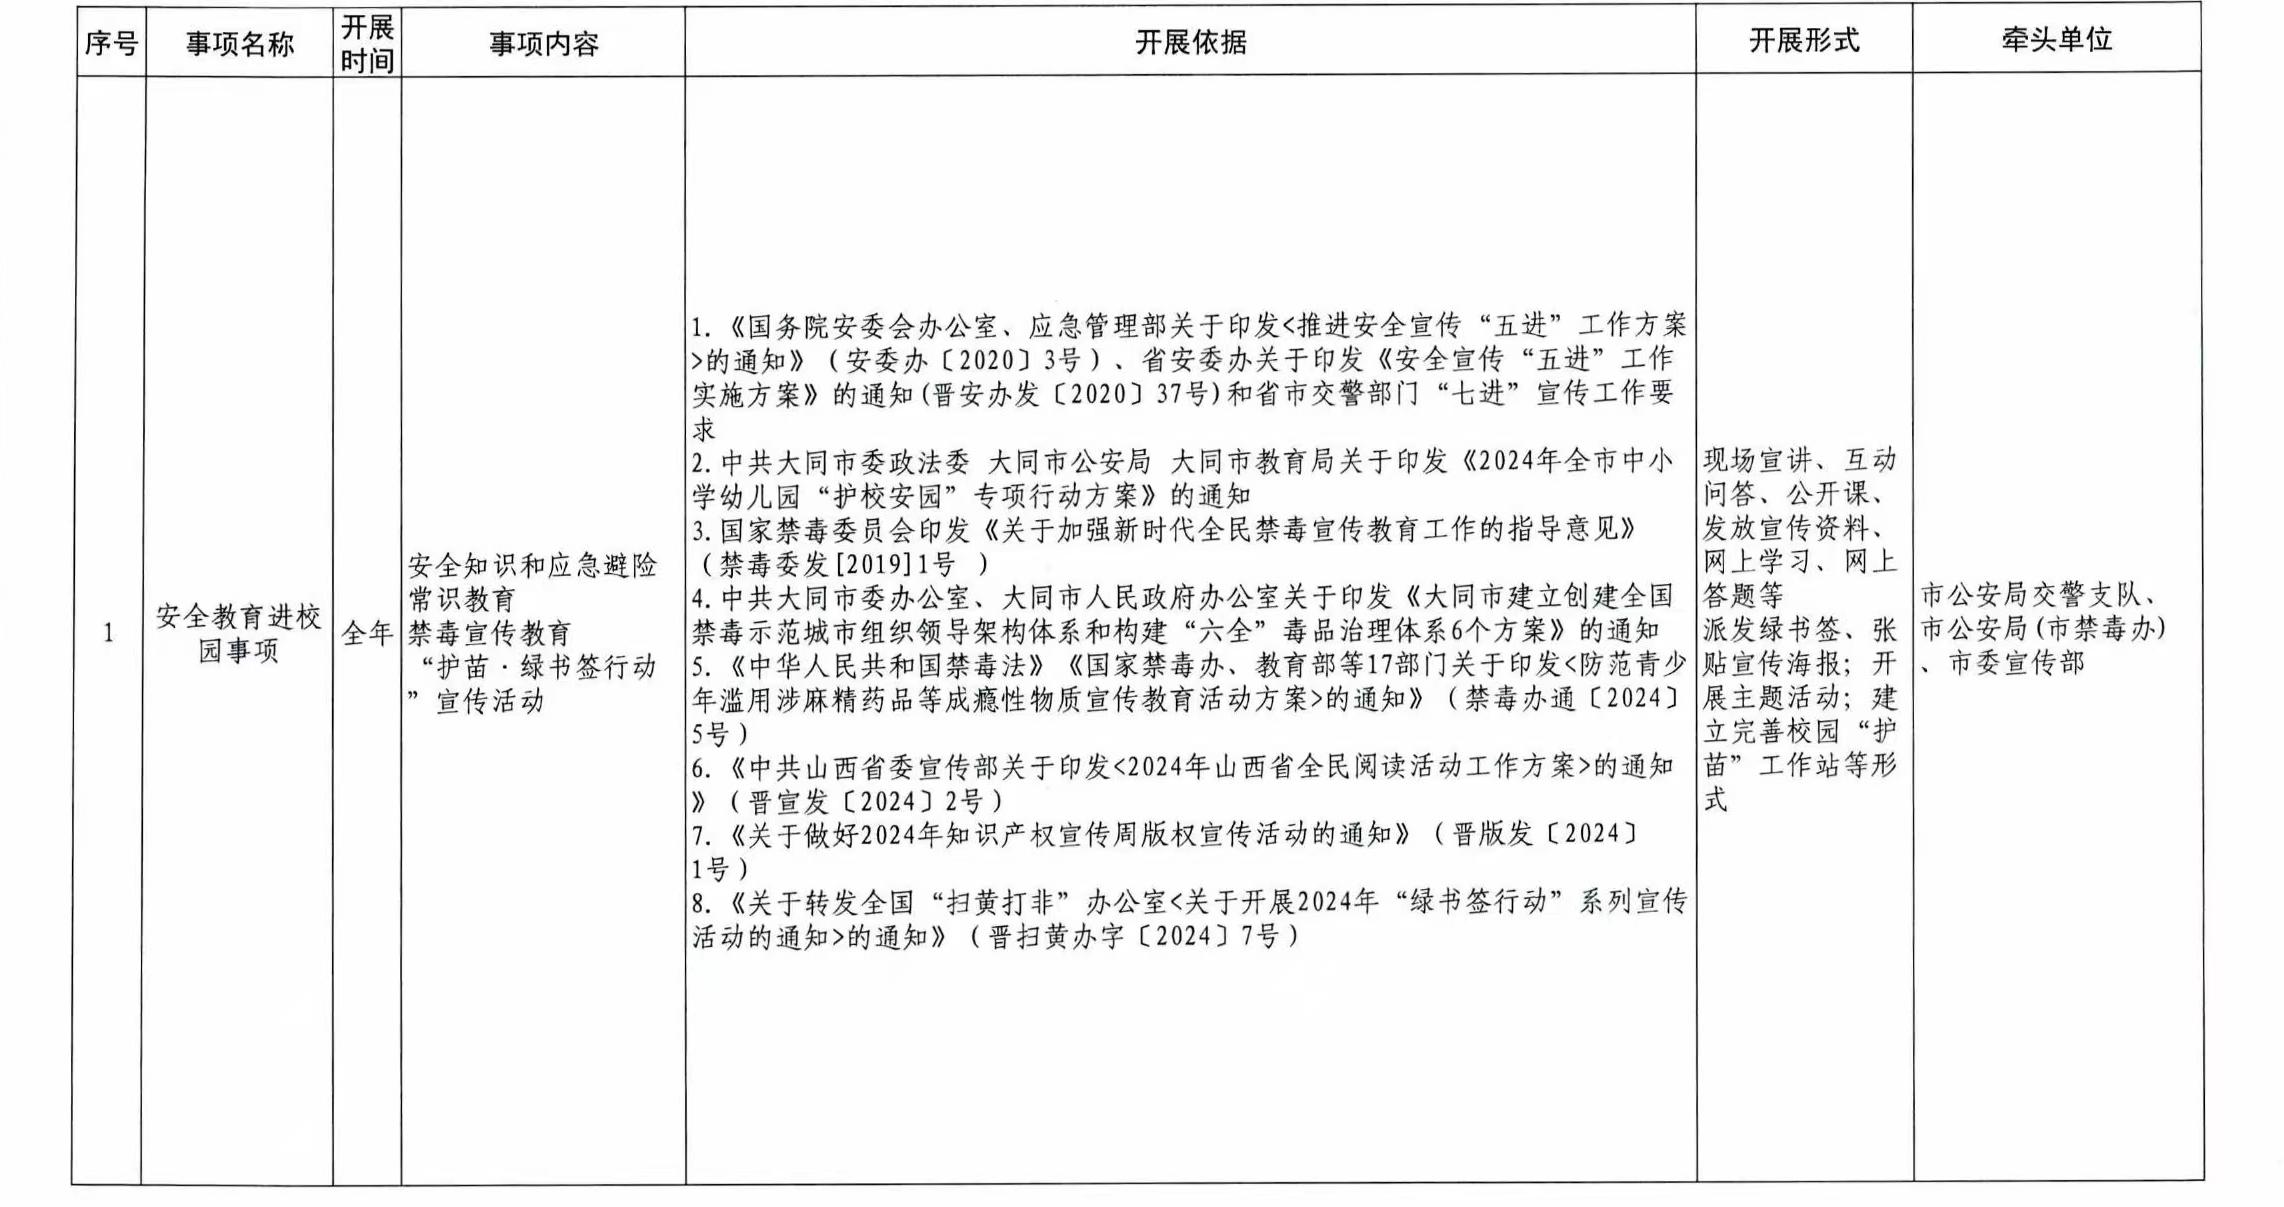 序号
事项名称
开展
时间
事项内容
开展依据
开展形式
牵头单位
1
安全教育进校
园事项
全年
安全知识和应急避险
常识教育
禁毒宣传教育
“护苗·绿书签行动
”宣传活动
1.《国务院安委会办公室、应急管理部关于印发<推进安全宣传“五进”工作方案
>的通知》（安委办〔2020〕3号）、省安委办关于印发《安全宣传“五进”工作
实施方案》的通知(晋安办发〔2020〕37号)和省市交警部门“七进”宣传工作要
求
2.中共大同市委政法委 大同市公安局 大同市教育局关于印发《2024年全市中小
学幼儿园“护校安园”专项行动方案》的通知
3.国家禁毒委员会印发《关于加强新时代全民禁毒宣传教育工作的指导意见》
（禁毒委发[2019]1号 ）
4.中共大同市委办公室、大同市人民政府办公室关于印发《大同市建立创建全国
禁毒示范城市组织领导架构体系和构建“六全”毒品治理体系6个方案》的通知
5.《中华人民共和国禁毒法》《国家禁毒办、教育部等17部门关于印发<防范青少
年滥用涉麻精药品等成瘾性物质宣传教育活动方案>的通知》（禁毒办通〔2024〕
5号）
6.《中共山西省委宣传部关于印发<2024年山西省全民阅读活动工作方案>的通知
》（晋宣发〔2024〕2号）
7.《关于做好2024年知识产权宣传周版权宣传活动的通知》（晋版发〔2024〕
1号）
8.《关于转发全国“扫黄打非”办公室<关于开展2024年“绿书签行动”系列宣传
活动的通知>的通知》（晋扫黄办字〔2024〕7号）
现场宣讲、互动
问答、公开课、
发放宣传资料、
网上学习、网上
答题等
派发绿书签、张
贴宣传海报；开
展主题活动；建
立完善校园“护
苗”工作站等形
式
市公安局交警支队、
市公安局(市禁毒办)
、市委宣传部